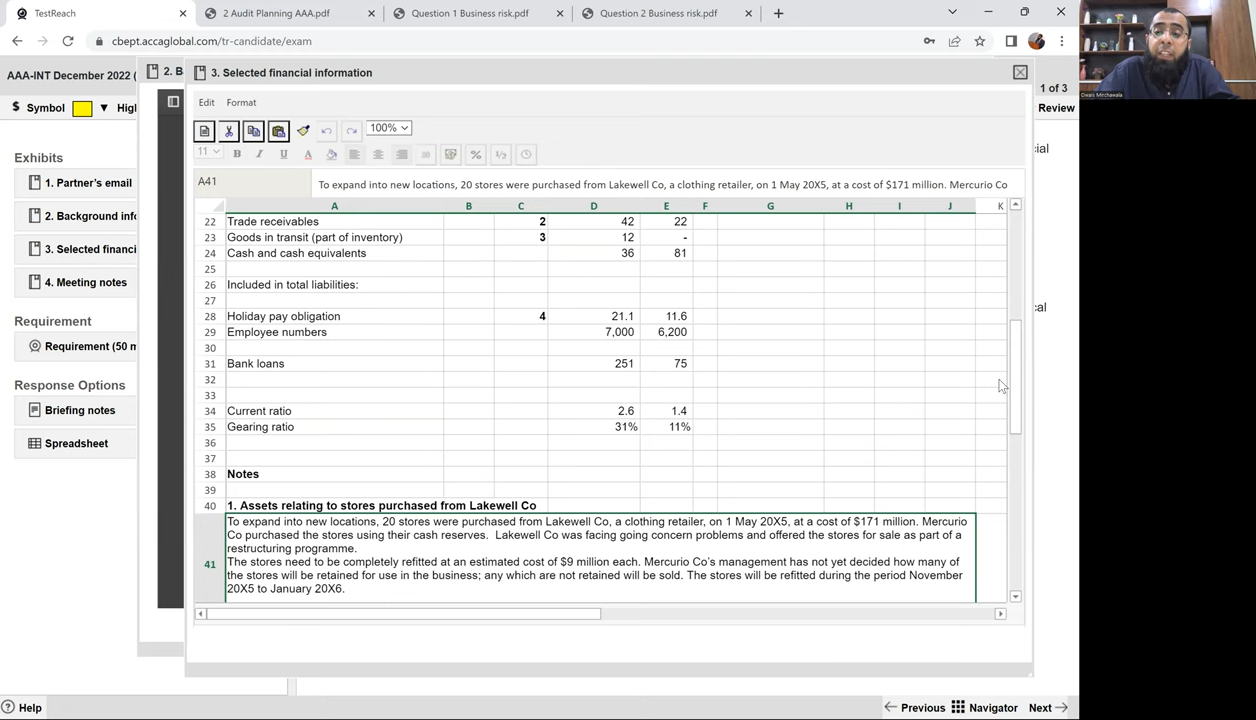 TestReach
2 Audit Planning AAA.pdf
Question 1 Business risk.pdf
Question 2 Business risk.pdf
cbept.accaglobal.com/tr-candidate/exam
AAA-INT December 2022 (
2. B
3. Selected financial information
1 of 3
$ Symbol
High
Edit Format
Review
100%
11
B I U A
Exhibits
1. Partner's email
2. Background info
3. Selected financi
4. Meeting notes
Requirement
Requirement (50 m
Response Options
Briefing notes
Spreadsheet
ial
cal
A41
To expand into new locations, 20 stores were purchased from Lakewell Co, a clothing retailer, on 1 May 20X5, at a cost of $171 million. Mercurio Co
A B C D E F G H I J K
22 Trade receivables 2 42 22
23 Goods in transit (part of inventory) 3 12 -
24 Cash and cash equivalents 36 81
25
26 Included in total liabilities:
27
28 Holiday pay obligation 4 21.1 11.6
29 Employee numbers 7,000 6,200
30
31 Bank loans 251 75
32
33
34 Current ratio 2.6 1.4
35 Gearing ratio 31% 11%
36
37
38 Notes
39
40 1. Assets relating to stores purchased from Lakewell Co
41
To expand into new locations, 20 stores were purchased from Lakewell Co, a clothing retailer, on 1 May 20X5, at a cost of $171 million. Mercurio
Co purchased the stores using their cash reserves. Lakewell Co was facing going concern problems and offered the stores for sale as part of a
restructuring programme.
The stores need to be completely refitted at an estimated cost of $9 million each. Mercurio Co's management has not yet decided how many of
the stores will be retained for use in the business; any which are not retained will be sold. The stores will be refitted during the period November
20X5 to January 20X6.
Help
Previous
Navigator
Next
Owais Mirchawala